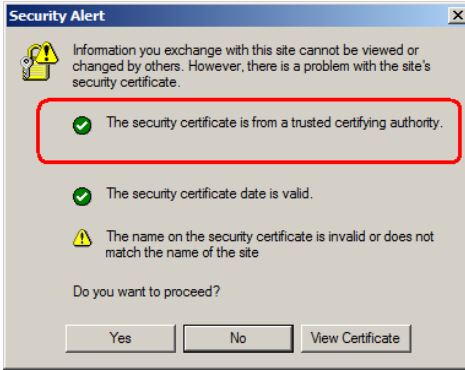 Security Alert
Information you exchange with this site cannot be viewed or
changed by others. However, there is a problem with the site's
security certificate.
The security certificate is from a trusted certifying authority.
The security certificate date is valid.
The name on the security certificate is invalid or does not
match the name of the site
Do you want to proceed?
Yes No View Certificate